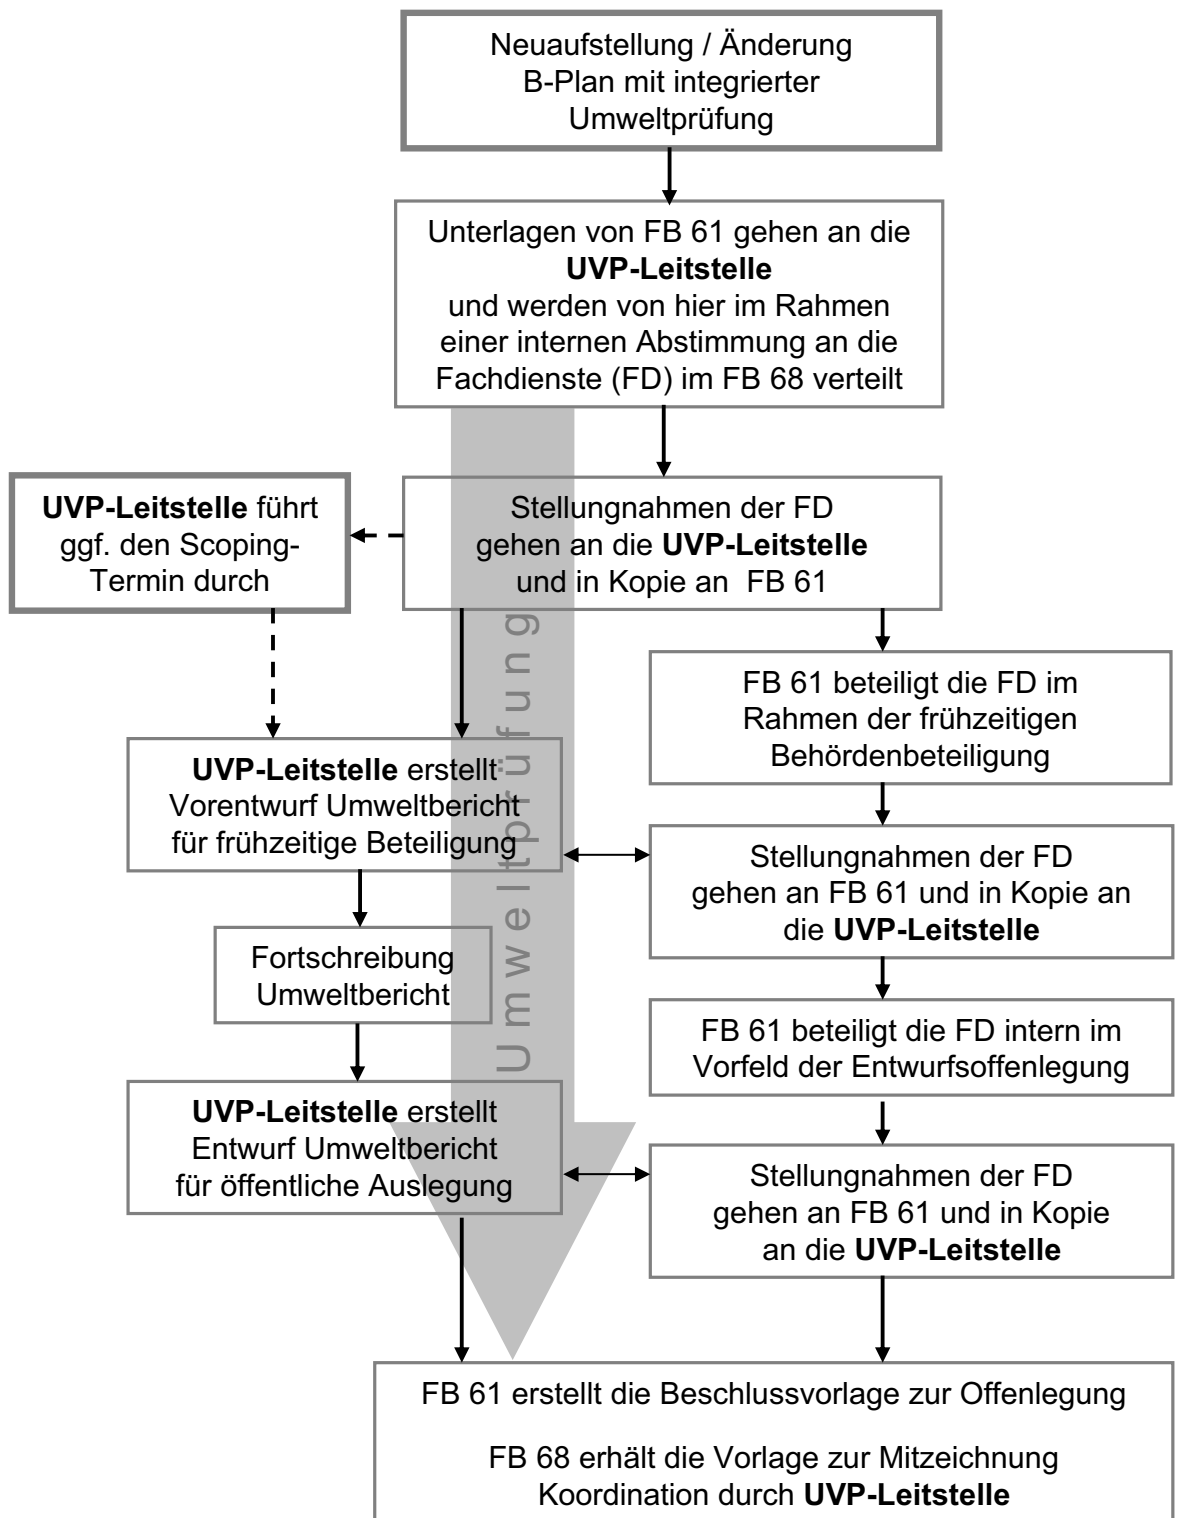 Neuaufstellung / Änderung
B-Plan mit integrierter
Umweltprüfung
Unterlagen von FB 61 gehen an die
UVP-Leitstelle
und werden von hier im Rahmen
einer internen Abstimmung an die
Fachdienste (FD) im FB 68 verteilt
UVP-Leitstelle führt
ggf. den Scoping-
Termin durch
Stellungnahmen der FD
gehen an die UVP-Leitstelle
und in Kopie an FB 61
Umweltprüfung
UVP-Leitstelle erstellt
Vorentwurf Umweltbericht
für frühzeitige Beteiligung
FB 61 beteiligt die FD im
Rahmen der frühzeitigen
Behördenbeteiligung
Stellungnahmen der FD
gehen an FB 61 und in Kopie an
die UVP-Leitstelle
Fortschreibung
Umweltbericht
FB 61 beteiligt die FD intern im
Vorfeld der Entwurfsoffenlegung
UVP-Leitstelle erstellt
Entwurf Umweltbericht
für öffentliche Auslegung
Stellungnahmen der FD
gehen an FB 61 und in Kopie
an die UVP-Leitstelle
FB 61 erstellt die Beschlussvorlage zur Offenlegung
FB 68 erhält die Vorlage zur Mitzeichnung
Koordination durch UVP-Leitstelle